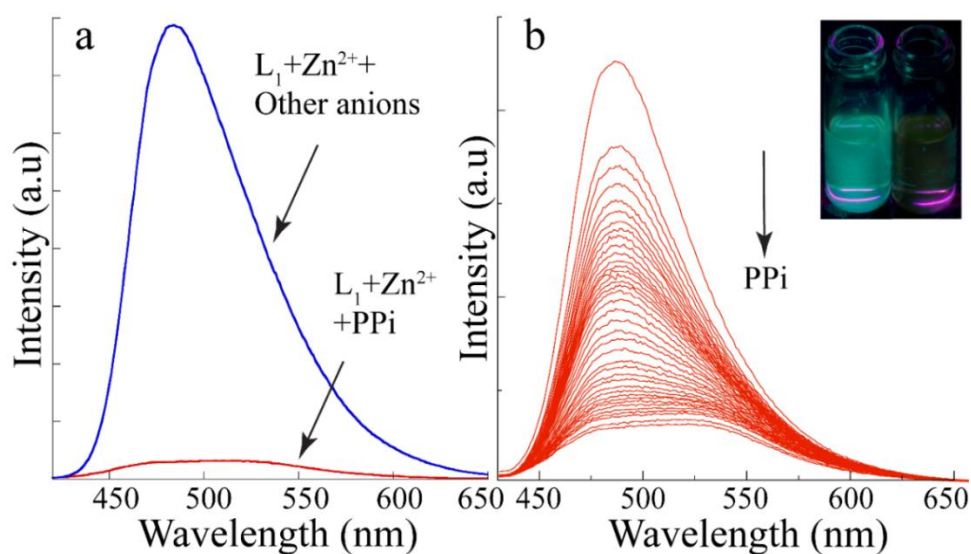 a
L₁+Zn²⁺+
Other anions
L₁+Zn²⁺
+PPi
Intensity (a.u)
450 500 550 600 650
Wavelength (nm)
b
PPi
Intensity (a.u)
450 500 550 600 650
Wavelength (nm)